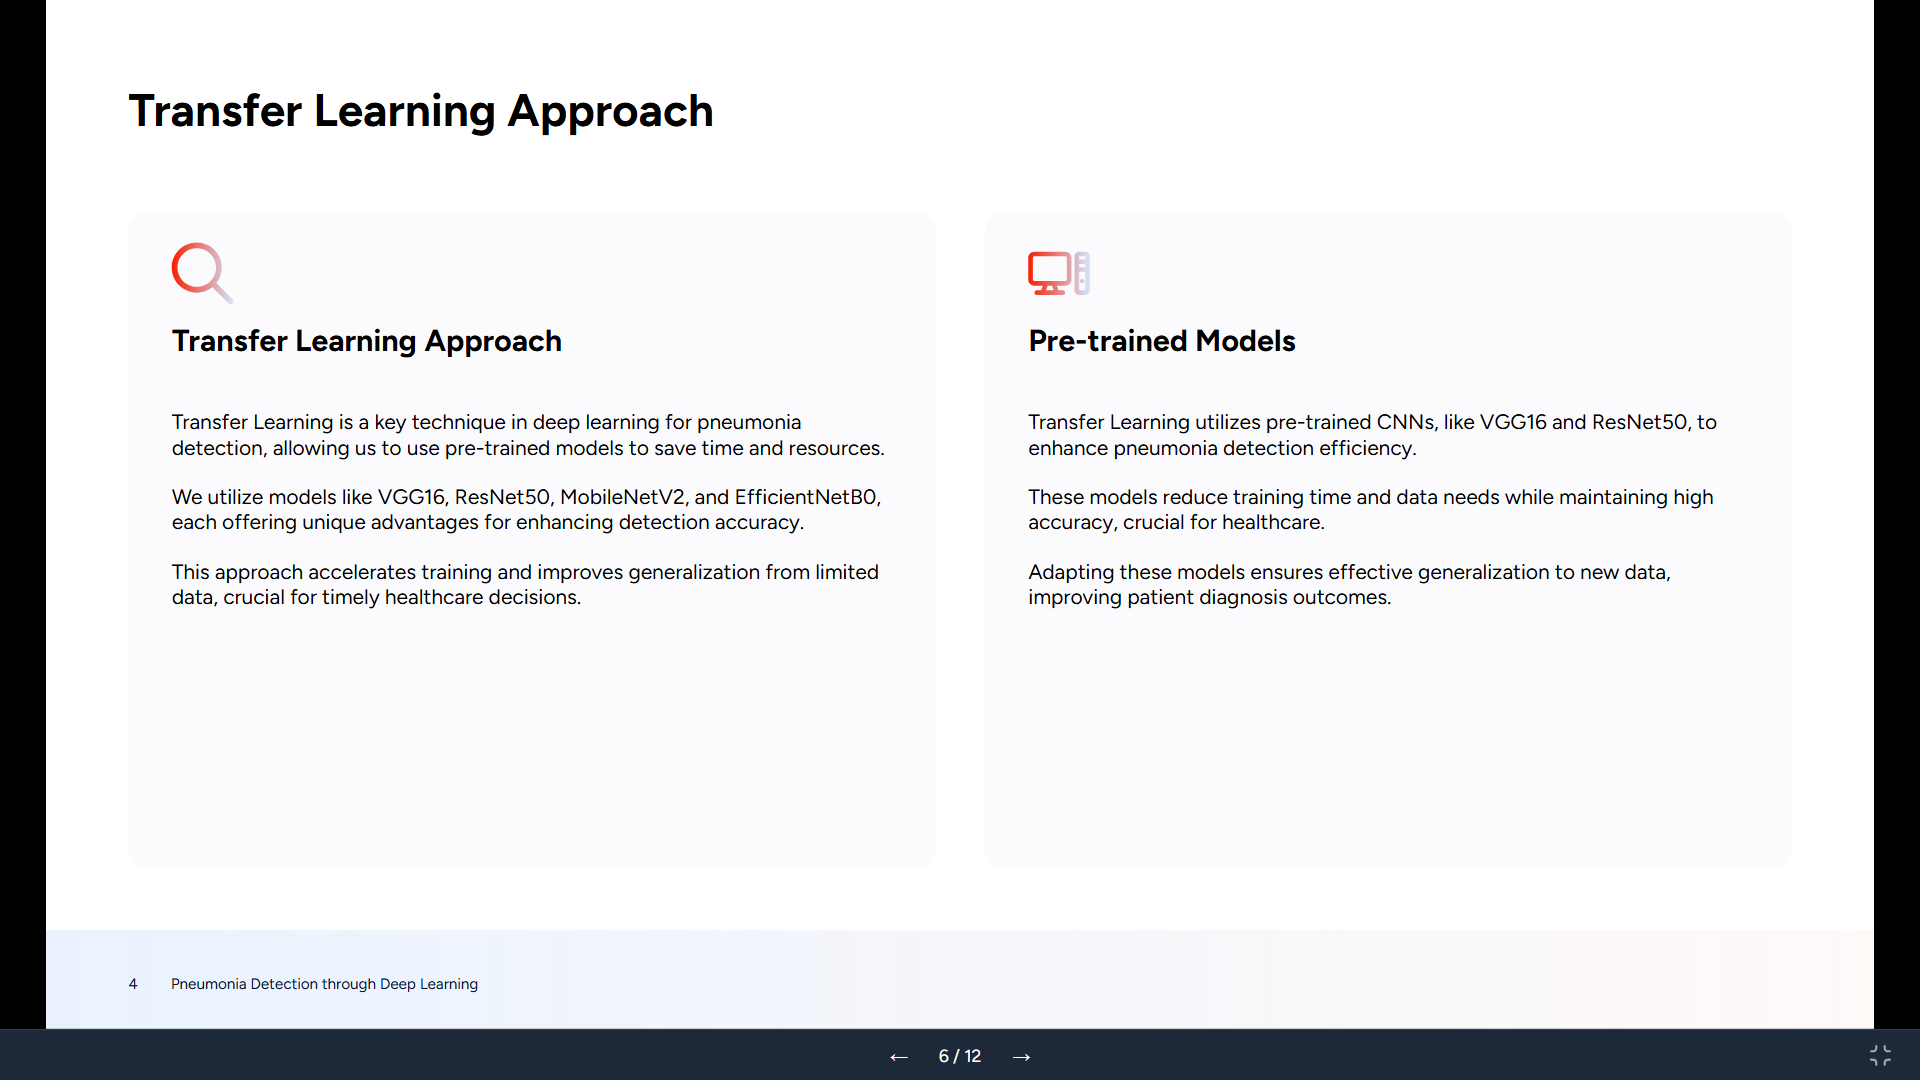 Transfer Learning Approach
Transfer Learning Approach
Transfer Learning is a key technique in deep learning for pneumonia
detection, allowing us to use pre-trained models to save time and resources.
We utilize models like VGG16, ResNet50, MobileNetV2, and EfficientNetB0,
each offering unique advantages for enhancing detection accuracy.
This approach accelerates training and improves generalization from limited
data, crucial for timely healthcare decisions.
Pre-trained Models
Transfer Learning utilizes pre-trained CNNs, like VGG16 and ResNet50, to
enhance pneumonia detection efficiency.
These models reduce training time and data needs while maintaining high
accuracy, crucial for healthcare.
Adapting these models ensures effective generalization to new data,
improving patient diagnosis outcomes.
4 Pneumonia Detection through Deep Learning
← 6 / 12 →